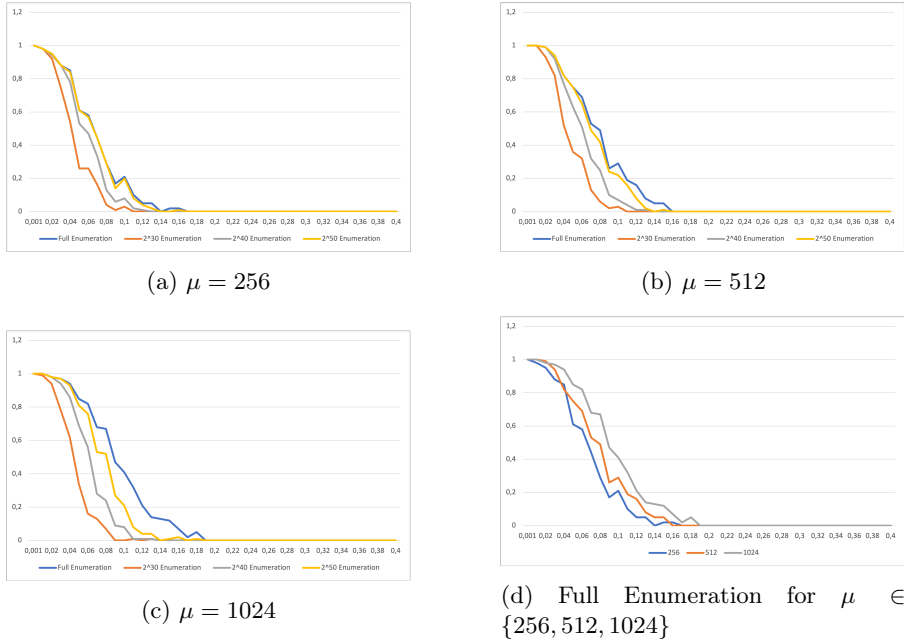 1,2
1
0,8
0,6
0,4
0,2
0
0,001 0,02 0,04 0,06 0,08 0,1 0,12 0,14 0,16 0,18 0,2 0,22 0,24 0,26 0,28 0,3 0,32 0,34 0,36 0,38 0,4
Full Enumeration 2^30 Enumeration 2^40 Enumeration 2^50 Enumeration
(a) μ = 256
1,2
1
0,8
0,6
0,4
0,2
0
0,001 0,02 0,04 0,06 0,08 0,1 0,12 0,14 0,16 0,18 0,2 0,22 0,24 0,26 0,28 0,3 0,32 0,34 0,36 0,38 0,4
Full Enumeration 2^30 Enumeration 2^40 Enumeration 2^50 Enumeration
(b) μ = 512
1,2
1
0,8
0,6
0,4
0,2
0
0,001 0,02 0,04 0,06 0,08 0,1 0,12 0,14 0,16 0,18 0,2 0,22 0,24 0,26 0,28 0,3 0,32 0,34 0,36 0,38 0,4
Full Enumeration 2^30 Enumeration 2^40 Enumeration 2^50 Enumeration
(c) μ = 1024
1,2
1
0,8
0,6
0,4
0,2
0
0,001 0,02 0,04 0,06 0,08 0,1 0,12 0,14 0,16 0,18 0,2 0,22 0,24 0,26 0,28 0,3 0,32 0,34 0,36 0,38 0,4
256 512 1024
(d) Full Enumeration for μ ∈
{256, 512, 1024}